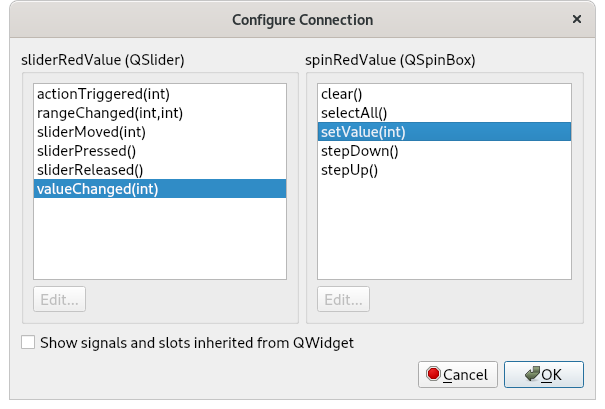 Configure Connection
sliderRedValue (QSlider)
actionTriggered(int)
rangeChanged(int,int)
sliderMoved(int)
sliderPressed()
sliderReleased()
valueChanged(int)
Edit...
spinRedValue (QSpinBox)
clear()
selectAll()
setValue(int)
stepDown()
stepUp()
Edit...
Show signals and slots inherited from QWidget
Cancel
OK